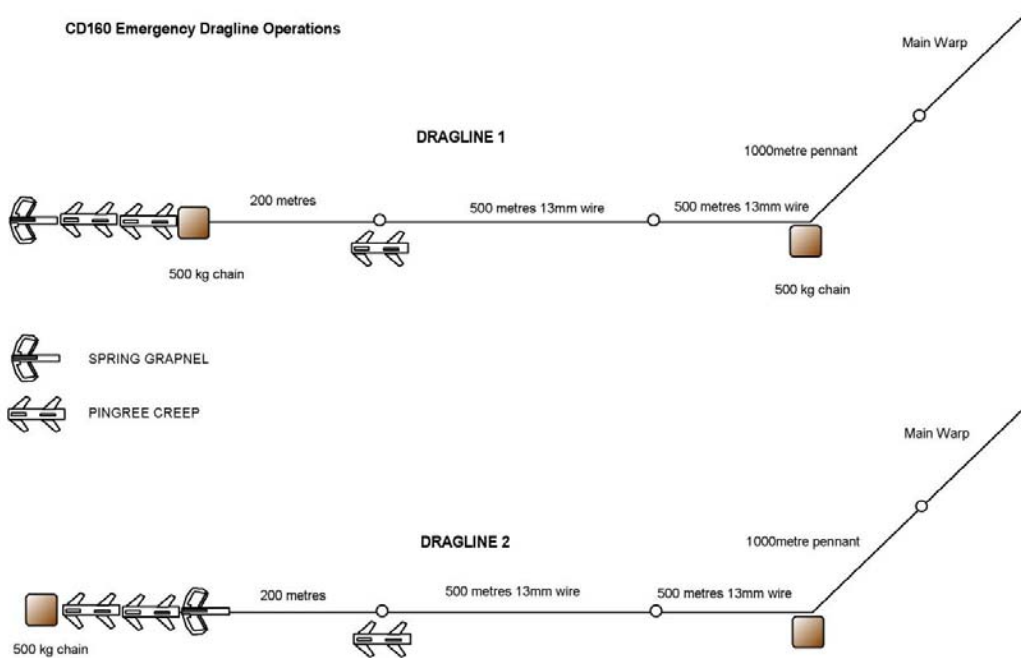 CD160 Emergency Dragline Operations
Main Warp
DRAGLINE 1
1000metre pennant
200 metres
500 metres 13mm wire
500 metres 13mm wire
500 kg chain
500 kg chain
SPRING GRAPNEL
PINGREE CREEP
Main Warp
DRAGLINE 2
1000metre pennant
200 metres
500 metres 13mm wire
500 metres 13mm wire
500 kg chain